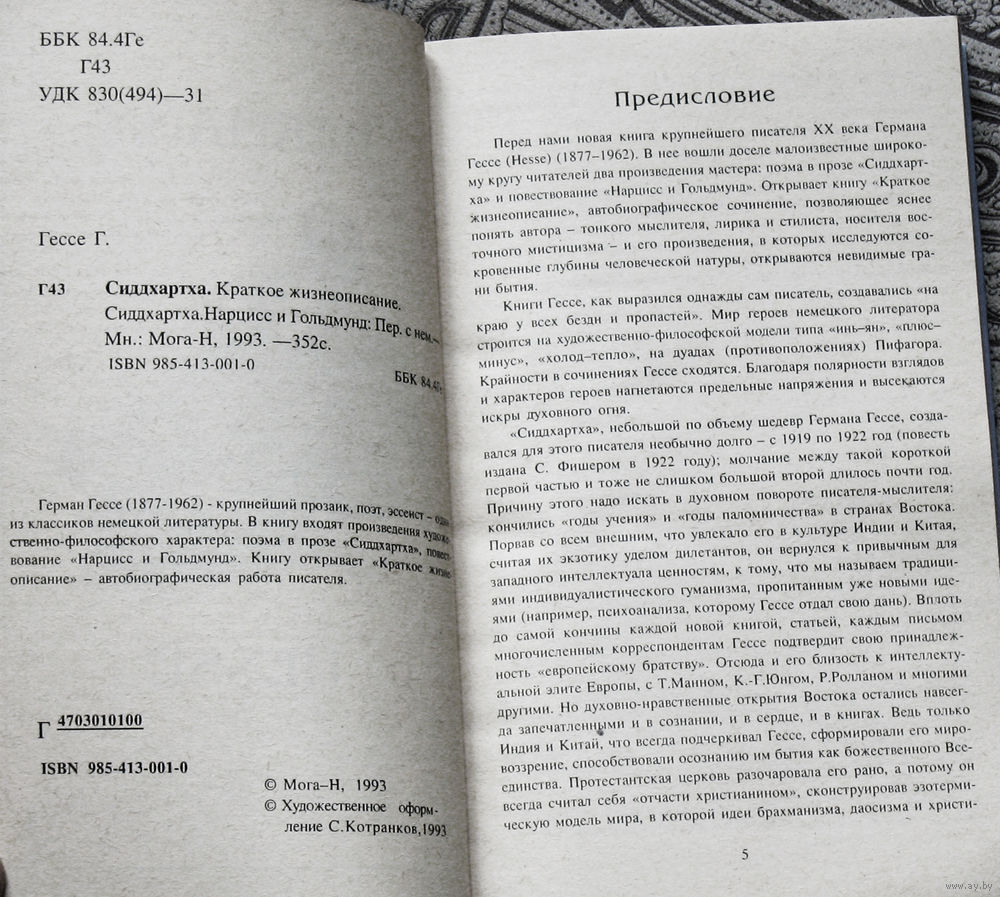 ББК 84.4Ге
Г43
УДК 830(494)—31
Гессе Г.
Г43
Сиддхартха. Краткое жизнеописание.
Сиддхартха.Нарцисс и Гольдмунд: Пер. с нем.–
Мн.: Мога-Н, 1993. —352с.
ISBN 985-413-001-0
ББК 84.4Ге
Герман Гессе (1877-1962) - крупнейший прозаик, поэт, эссеист – один
из классиков немецкой литературы. В книгу входят произведения художе-
ственно-философского характера: поэма в прозе «Сиддхартха», повест-
вование «Нарцисс и Гольдмунд». Книгу открывает «Краткое жизне-
описание» – автобиографическая работа писателя.
Г 4703010100
ISBN 985-413-001-0
© Мога–Н, 1993
© Художественное оформ-
ление С.Котранков,1993
Предисловие
Перед нами новая книга крупнейшего писателя XX века Германа
Гессе (Hesse) (1877–1962). В нее вошли доселе малоизвестные широко-
му кругу читателей два произведения мастера: поэма в прозе «Сиддхарт-
ха» и повествование «Нарцисс и Гольдмунд». Открывает книгу «Краткое
жизнеописание», автобиографическое сочинение, позволяющее яснее
понять автора – тонкого мыслителя, лирика и стилиста, носителя вос-
точного мистицизма – и его произведения, в которых исследуются со-
кровенные глубины человеческой натуры, открываются невидимые гра-
ни бытия.
Книги Гессе, как выразился однажды сам писатель, создавались «на
краю у всех бездн и пропастей». Мир героев немецкого литератора
строится на художественно-философской модели типа «инь–ян», «плюс–
минус», «холод–тепло», на дуадах (противоположениях) Пифагора.
Крайности в сочинениях Гессе сходятся. Благодаря полярности взглядов
и характеров героев нагнетаются предельные напряжения и высекаются
искры духовного огня.
«Сиддхартха», небольшой по объему шедевр Германа Гессе, созда-
вался для этого писателя необычно долго – с 1919 по 1922 год (повесть
издана С. Фишером в 1922 году); молчание между такой короткой
первой частью и тоже не слишком большой второй длилось почти год.
Причину этого надо искать в духовном повороте писателя-мыслителя:
кончились «годы учения» и «годы паломничества» в странах Востока.
Порвав со всем внешним, что увлекало его в культуре Индии и Китая,
считая их экзотику уделом дилетантов, он вернулся к привычным для
западного интеллектуала ценностям, к тому, что мы называем традици-
ями индивидуалистического гуманизма, пропитанным уже новыми иде-
ями (например, психоанализа, которому Гессе отдал свою дань). Вплоть
до самой кончины каждой новой книгой, статьей, каждым письмом
многочисленным корреспондентам Гессе подтвердит свою принадлеж-
ность «европейскому братству». Отсюда и его близость к интеллекту-
альной элите Европы, с Т.Манном, К.-Г.Юнгом, Р.Ролланом и многими
другими. Но духовно-нравственные открытия Востока остались навсег-
да запечатленными и в сознании, и в сердце, и в книгах. Ведь только
Индия и Китай, что всегда подчеркивал Гессе, сформировали его миро-
воззрение, способствовали осознанию им бытия как божественного Все-
единства. Протестантская церковь разочаровала его рано, а потому он
всегда считал себя «отчасти христианином», сконструировав эзотери-
ческую модель мира, в которой идеи брахманизма, даосизма и христи-
5
www.ay.by